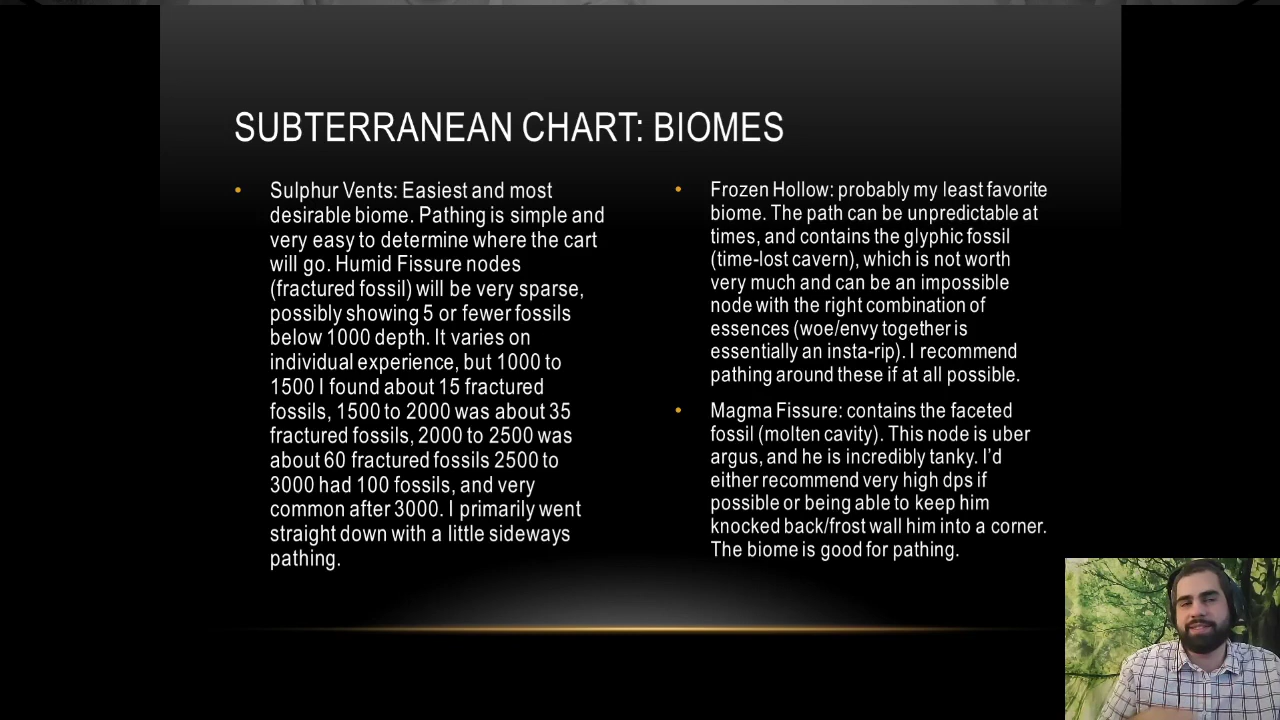 SUBTERRANEAN CHART: BIOMES
• Sulphur Vents: Easiest and most
desirable biome. Pathing is simple and
very easy to determine where the cart
will go. Humid Fissure nodes
(fractured fossil) will be very sparse,
possibly showing 5 or fewer fossils
below 1000 depth. It varies on
individual experience, but 1000 to
1500 I found about 15 fractured
fossils, 1500 to 2000 was about 35
fractured fossils, 2000 to 2500 was
about 60 fractured fossils 2500 to
3000 had 100 fossils, and very
common after 3000. I primarily went
straight down with a little sideways
pathing.
• Frozen Hollow: probably my least favorite
biome. The path can be unpredictable at
times, and contains the glyphic fossil
(time-lost cavern), which is not worth
very much and can be an impossible
node with the right combination of
essences (woe/envy together is
essentially an insta-rip). I recommend
pathing around these if at all possible.
• Magma Fissure: contains the faceted
fossil (molten cavity). This node is uber
argus, and he is incredibly tanky. I'd
either recommend very high dps if
possible or being able to keep him
knocked back/frost wall him into a corner.
The biome is good for pathing.